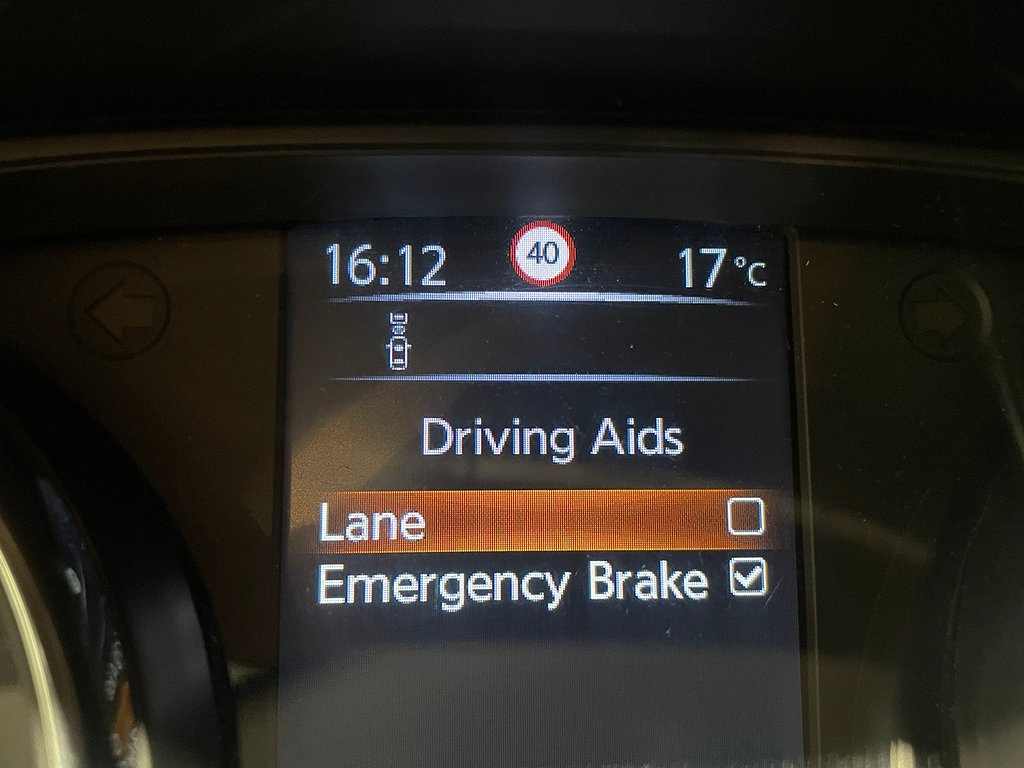 16:12 40 17°C
Driving Aids
Lane
Emergency Brake